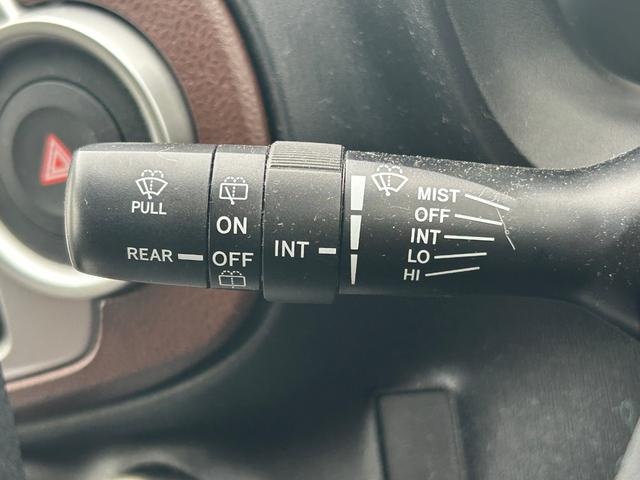 PULL
REAR
ON
OFF
INT
MIST
OFF
INT
LO
HI